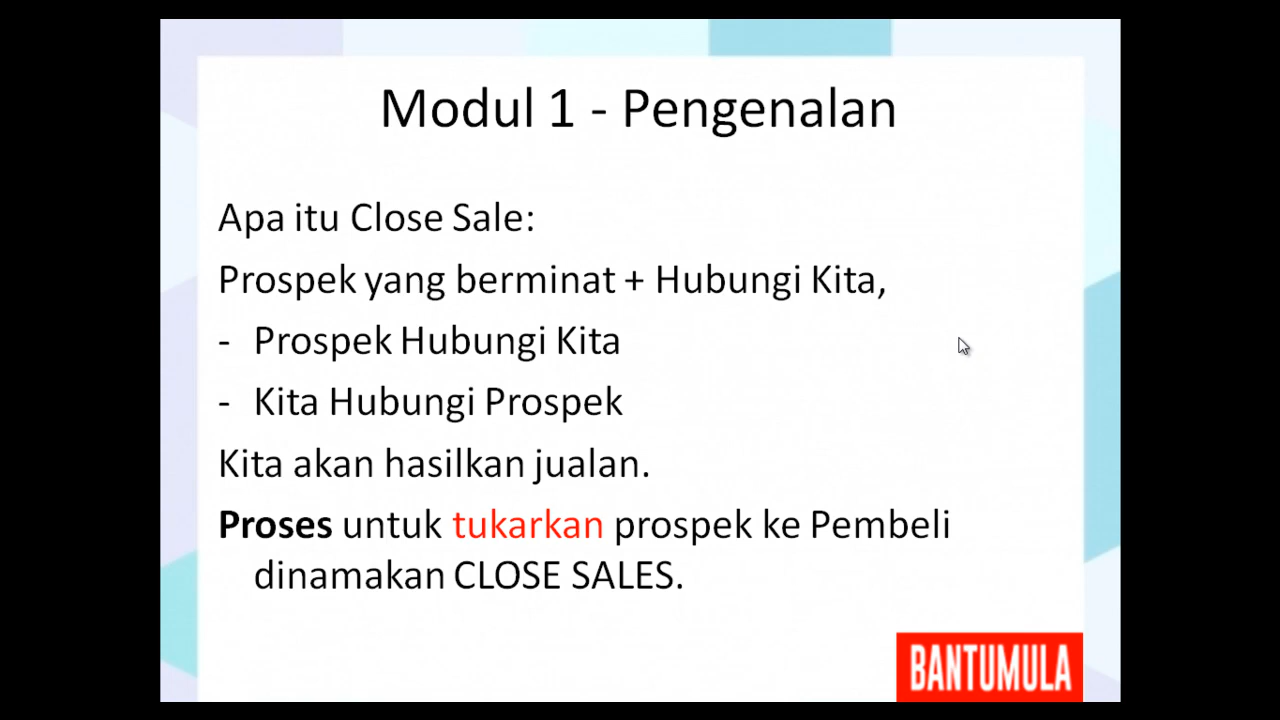 Modul 1 - Pengenalan
Apa itu Close Sale:
Prospek yang berminat + Hubungi Kita,
- Prospek Hubungi Kita
- Kita Hubungi Prospek
Kita akan hasilkan jualan.
Proses untuk tukarkan prospek ke Pembeli
dinamakan CLOSE SALES.
BANTUMULA